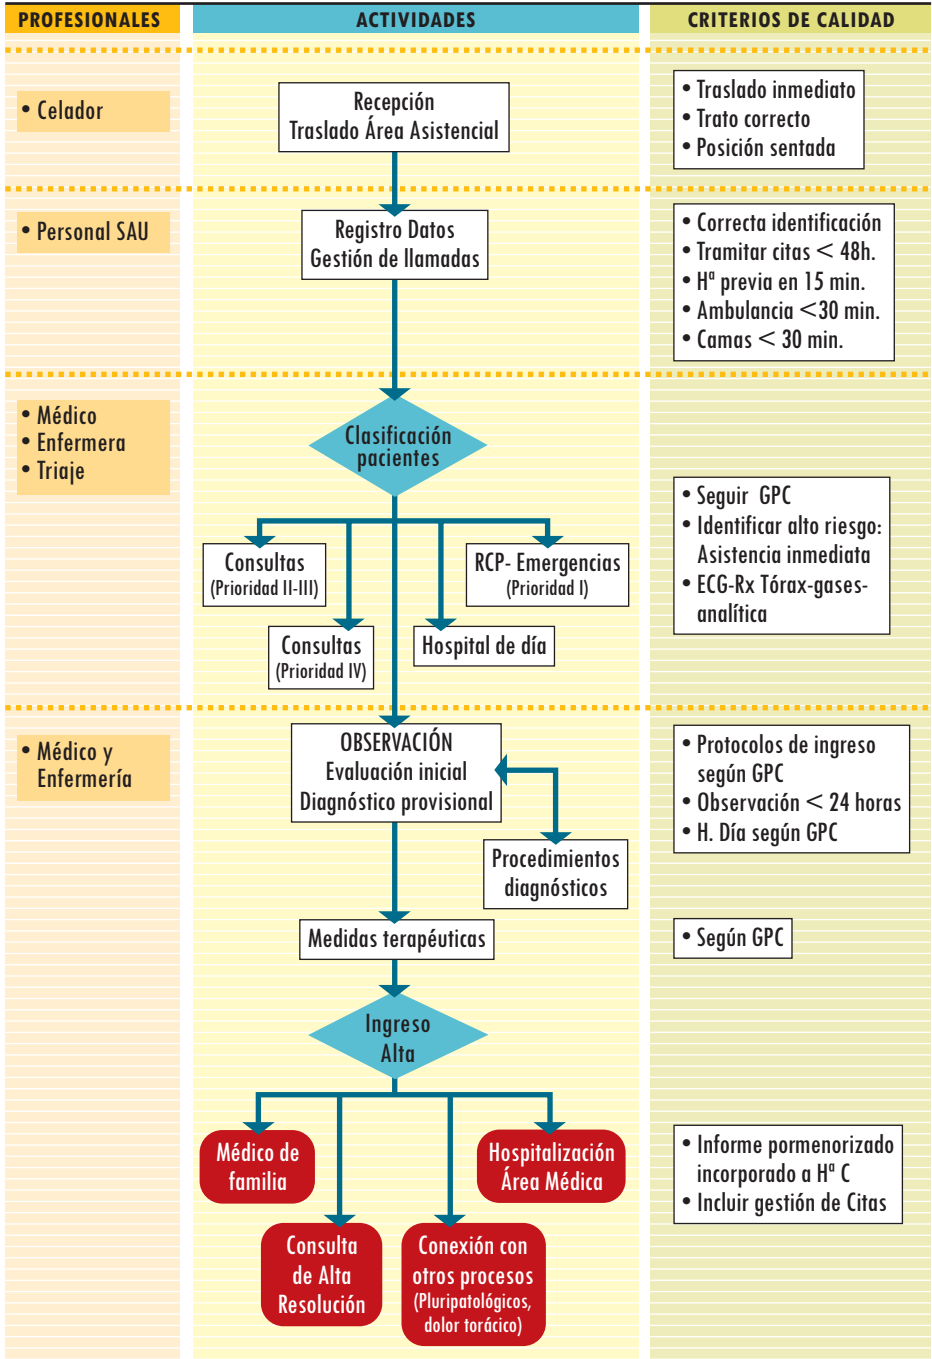 PROFESIONALES
ACTIVIDADES
CRITERIOS DE CALIDAD
• Celador
Recepción
Traslado Área Asistencial
• Traslado inmediato
• Trato correcto
• Posición sentada
• Personal SAU
Registro Datos
Gestión de llamadas
• Correcta identificación
• Tramitar citas < 48h.
• Hª previa en 15 min.
• Ambulancia <30 min.
• Camas < 30 min.
• Médico
• Enfermera
• Triaje
Clasificación
pacientes
Consultas
(Prioridad II-III)
RCP- Emergencias
(Prioridad I)
Consultas
(Prioridad IV)
Hospital de día
• Seguir GPC
• Identificar alto riesgo:
Asistencia inmediata
• ECG-Rx Tórax-gases-
analítica
• Médico y
Enfermería
OBSERVACIÓN
Evaluación inicial
Diagnóstico provisional
Procedimientos
diagnósticos
• Protocolos de ingreso
según GPC
• Observación < 24 horas
• H. Día según GPC
Medidas terapéuticas
• Según GPC
Ingreso
Alta
Médico de
familia
Hospitalización
Área Médica
Consulta
de Alta
Resolución
Conexión con
otros procesos
(Pluripatológicos,
dolor torácico)
• Informe pormenorizado
incorporado a Hª C
• Incluir gestión de Citas